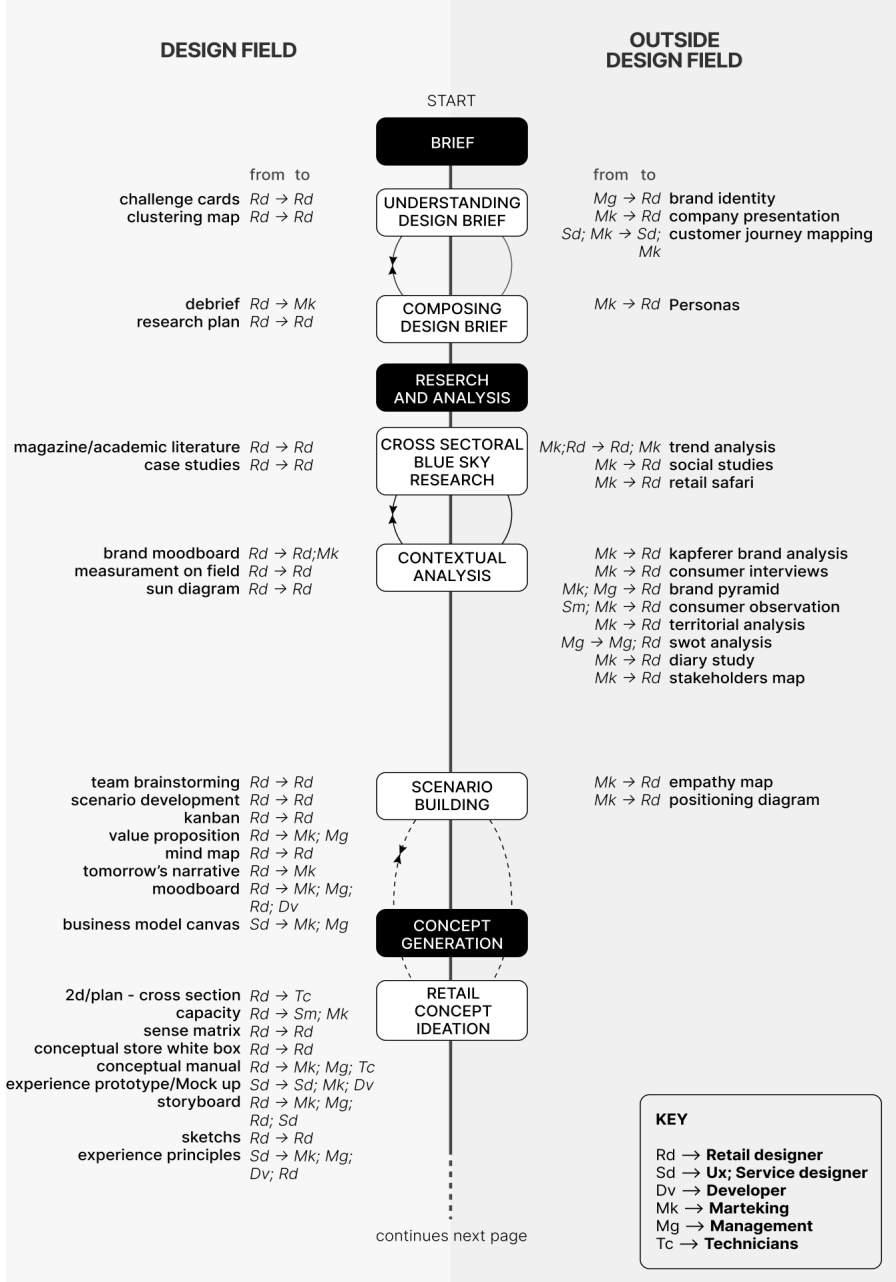 DESIGN FIELD
OUTSIDE
DESIGN FIELD
START
BRIEF
from to
from to
challenge cards Rd → Rd
clustering map Rd → Rd
UNDERSTANDING
DESIGN BRIEF
Mg → Rd brand identity
Mk → Rd company presentation
Sd; Mk → Sd; customer journey mapping
Mk
debrief Rd → Mk
research plan Rd → Rd
COMPOSING
DESIGN BRIEF
Mk → Rd Personas
RESERCH
AND ANALYSIS
magazine/academic literature Rd → Rd
case studies Rd → Rd
CROSS SECTORAL
BLUE SKY
RESEARCH
Mk;Rd → Rd; Mk trend analysis
Mk → Rd social studies
Mk → Rd retail safari
brand moodboard Rd → Rd;Mk
measurament on field Rd → Rd
sun diagram Rd → Rd
CONTEXTUAL
ANALYSIS
Mk → Rd kapferer brand analysis
Mk → Rd consumer interviews
Mk; Mg → Rd brand pyramid
Sm; Mk → Rd consumer observation
Mk → Rd territorial analysis
Mg → Mg; Rd swot analysis
Mk → Rd diary study
Mk → Rd stakeholders map
team brainstorming Rd → Rd
scenario development Rd → Rd
kanban Rd → Rd
value proposition Rd → Mk; Mg
mind map Rd → Rd
tomorrow's narrative Rd → Mk
moodboard Rd → Mk; Mg;
Rd; Dv
business model canvas Sd → Mk; Mg
SCENARIO
BUILDING
Mk → Rd empathy map
Mk → Rd positioning diagram
CONCEPT
GENERATION
2d/plan - cross section Rd → Tc
capacity Rd → Sm; Mk
sense matrix Rd → Rd
conceptual store white box Rd → Rd
conceptual manual Rd → Mk; Mg; Tc
experience prototype/Mock up Sd → Sd; Mk; Dv
storyboard Rd → Mk; Mg;
Rd; Sd
sketchs Rd → Rd
experience principles Sd → Mk; Mg;
Dv; Rd
RETAIL
CONCEPT
IDEATION
continues next page
KEY
Rd → Retail designer
Sd → Ux; Service designer
Dv → Developer
Mk → Marteking
Mg → Management
Tc → Technicians